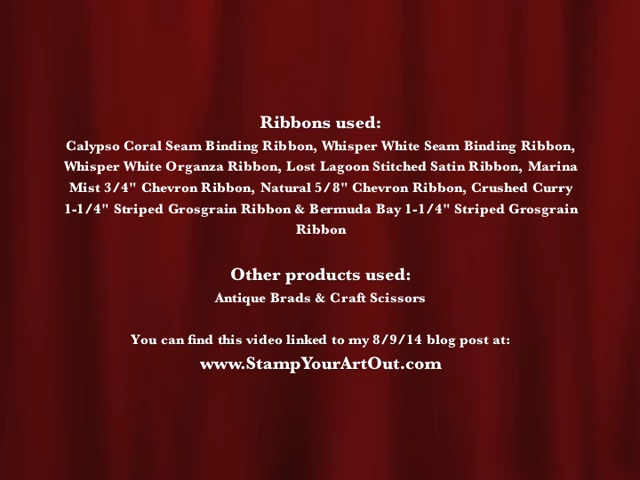 Ribbons used:
Calypso Coral Seam Binding Ribbon, Whisper White Seam Binding Ribbon,
Whisper White Organza Ribbon, Lost Lagoon Stitched Satin Ribbon, Marina
Mist 3/4" Chevron Ribbon, Natural 5/8" Chevron Ribbon, Crushed Curry
1-1/4" Striped Grosgrain Ribbon & Bermuda Bay 1-1/4" Striped Grosgrain
Ribbon
Other products used:
Antique Brads & Craft Scissors
You can find this video linked to my 8/9/14 blog post at:
www.StampYourArtOut.com